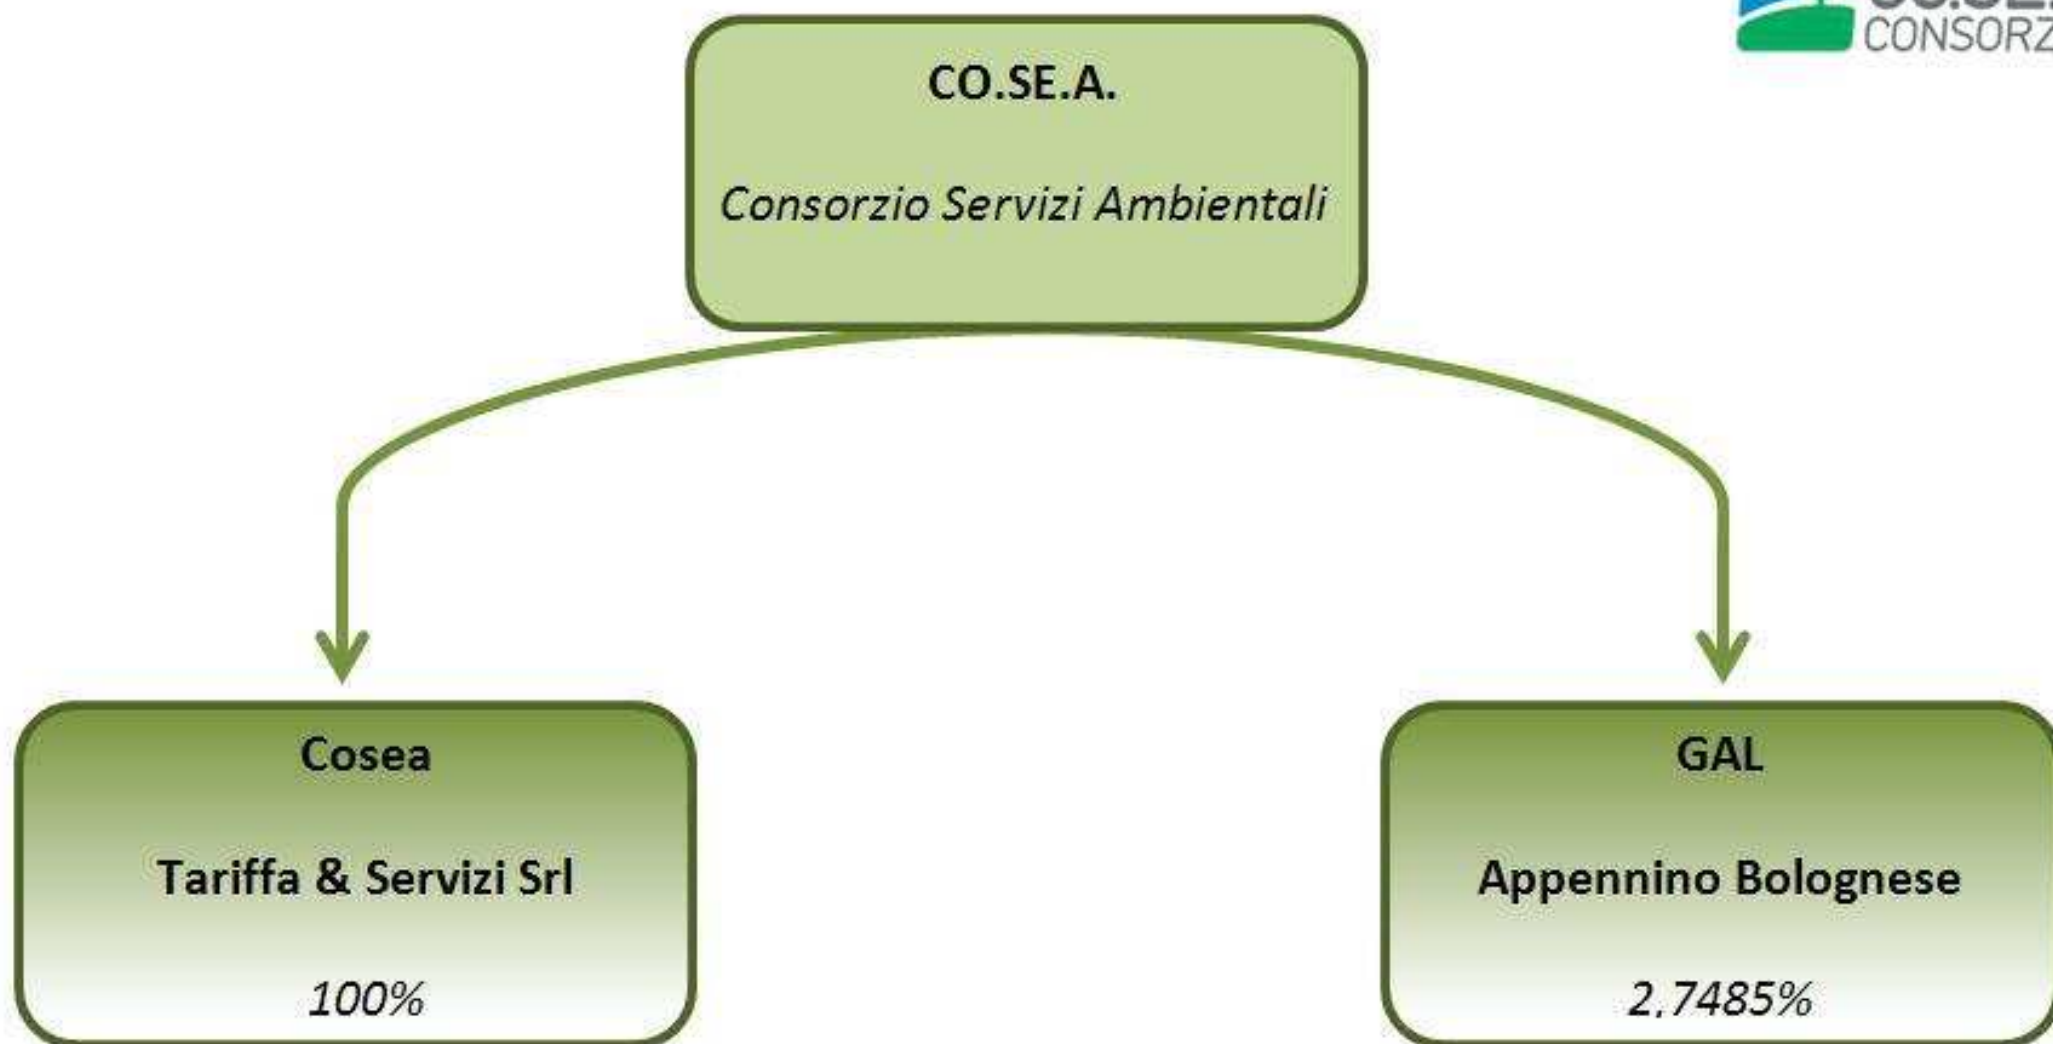 CONSORZ
CO.SE.A.
Consorzio Servizi Ambientali
Cosea
Tariffa & Servizi Srl
100%
GAL
Appennino Bolognese
2,7485%